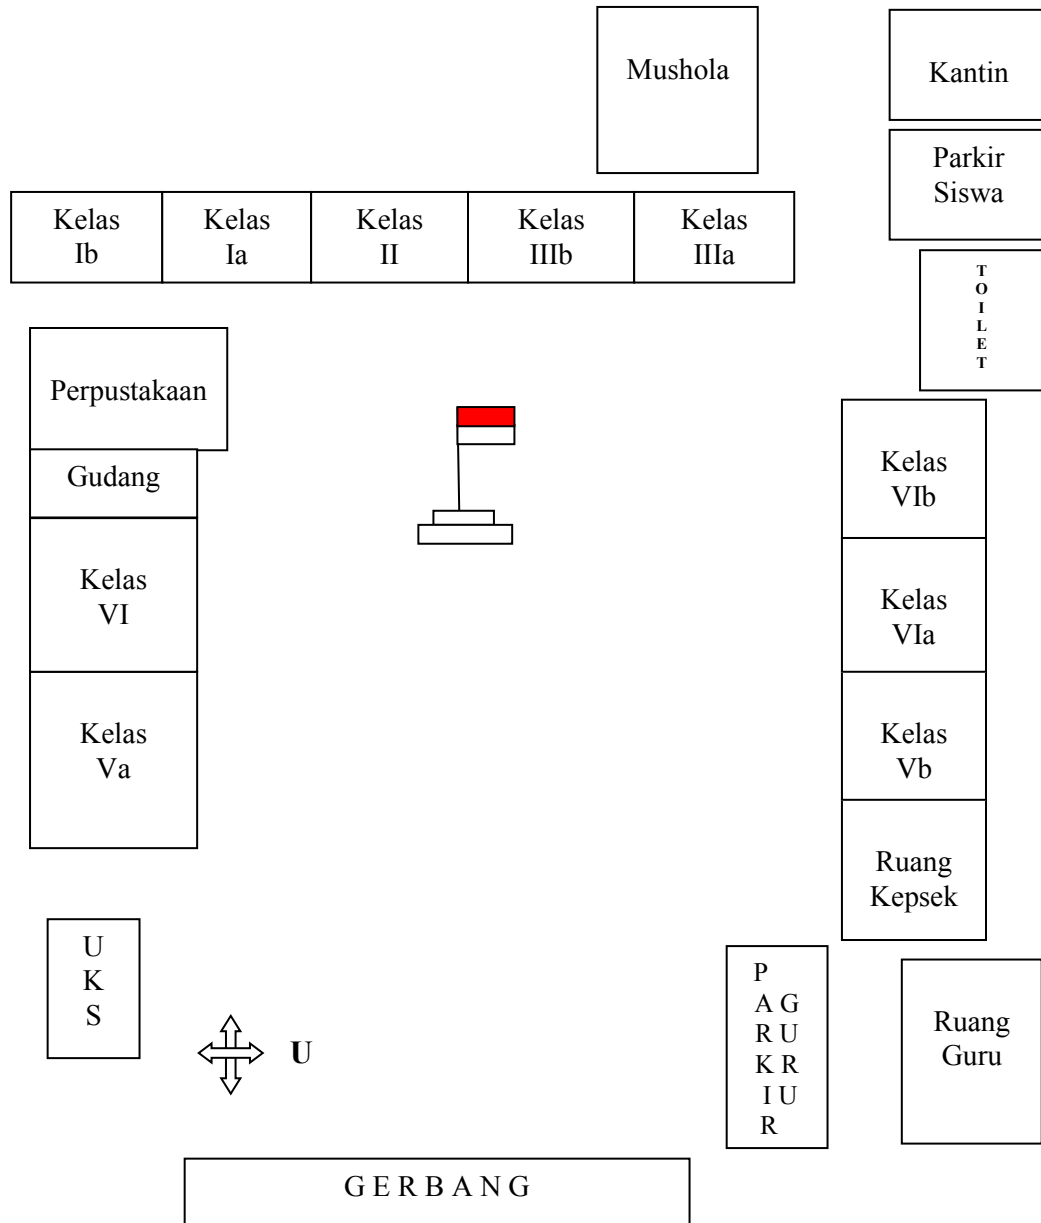 Mushola
Kantin
Parkir
Siswa
Kelas
Ib
Kelas
Ia
Kelas
II
Kelas
IIIb
Kelas
IIIa
TOILET
Perpustakaan
Gudang
Kelas
VIb
Kelas
VI
Kelas
VIa
Kelas
Va
Kelas
Vb
Ruang
Kepsek
UKS
U
PARKIR
GURU
Ruang
Guru
GERBANG